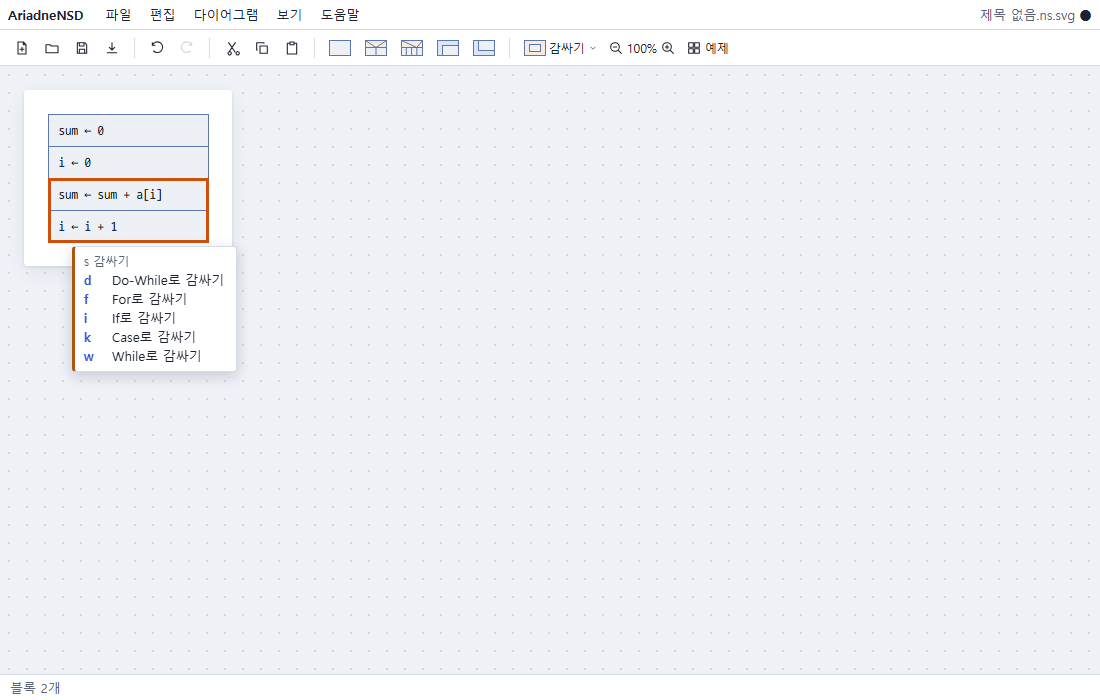 AriadneNSD 파일 편집 다이어그램 보기 도움말 제목 없음.ns.svg
감싸기 100% 예제
sum ← 0
i ← 0
sum ← sum + a[i]
i ← i + 1
s 감싸기
d Do-While로 감싸기
f For로 감싸기
i If로 감싸기
k Case로 감싸기
w While로 감싸기
블록 2개